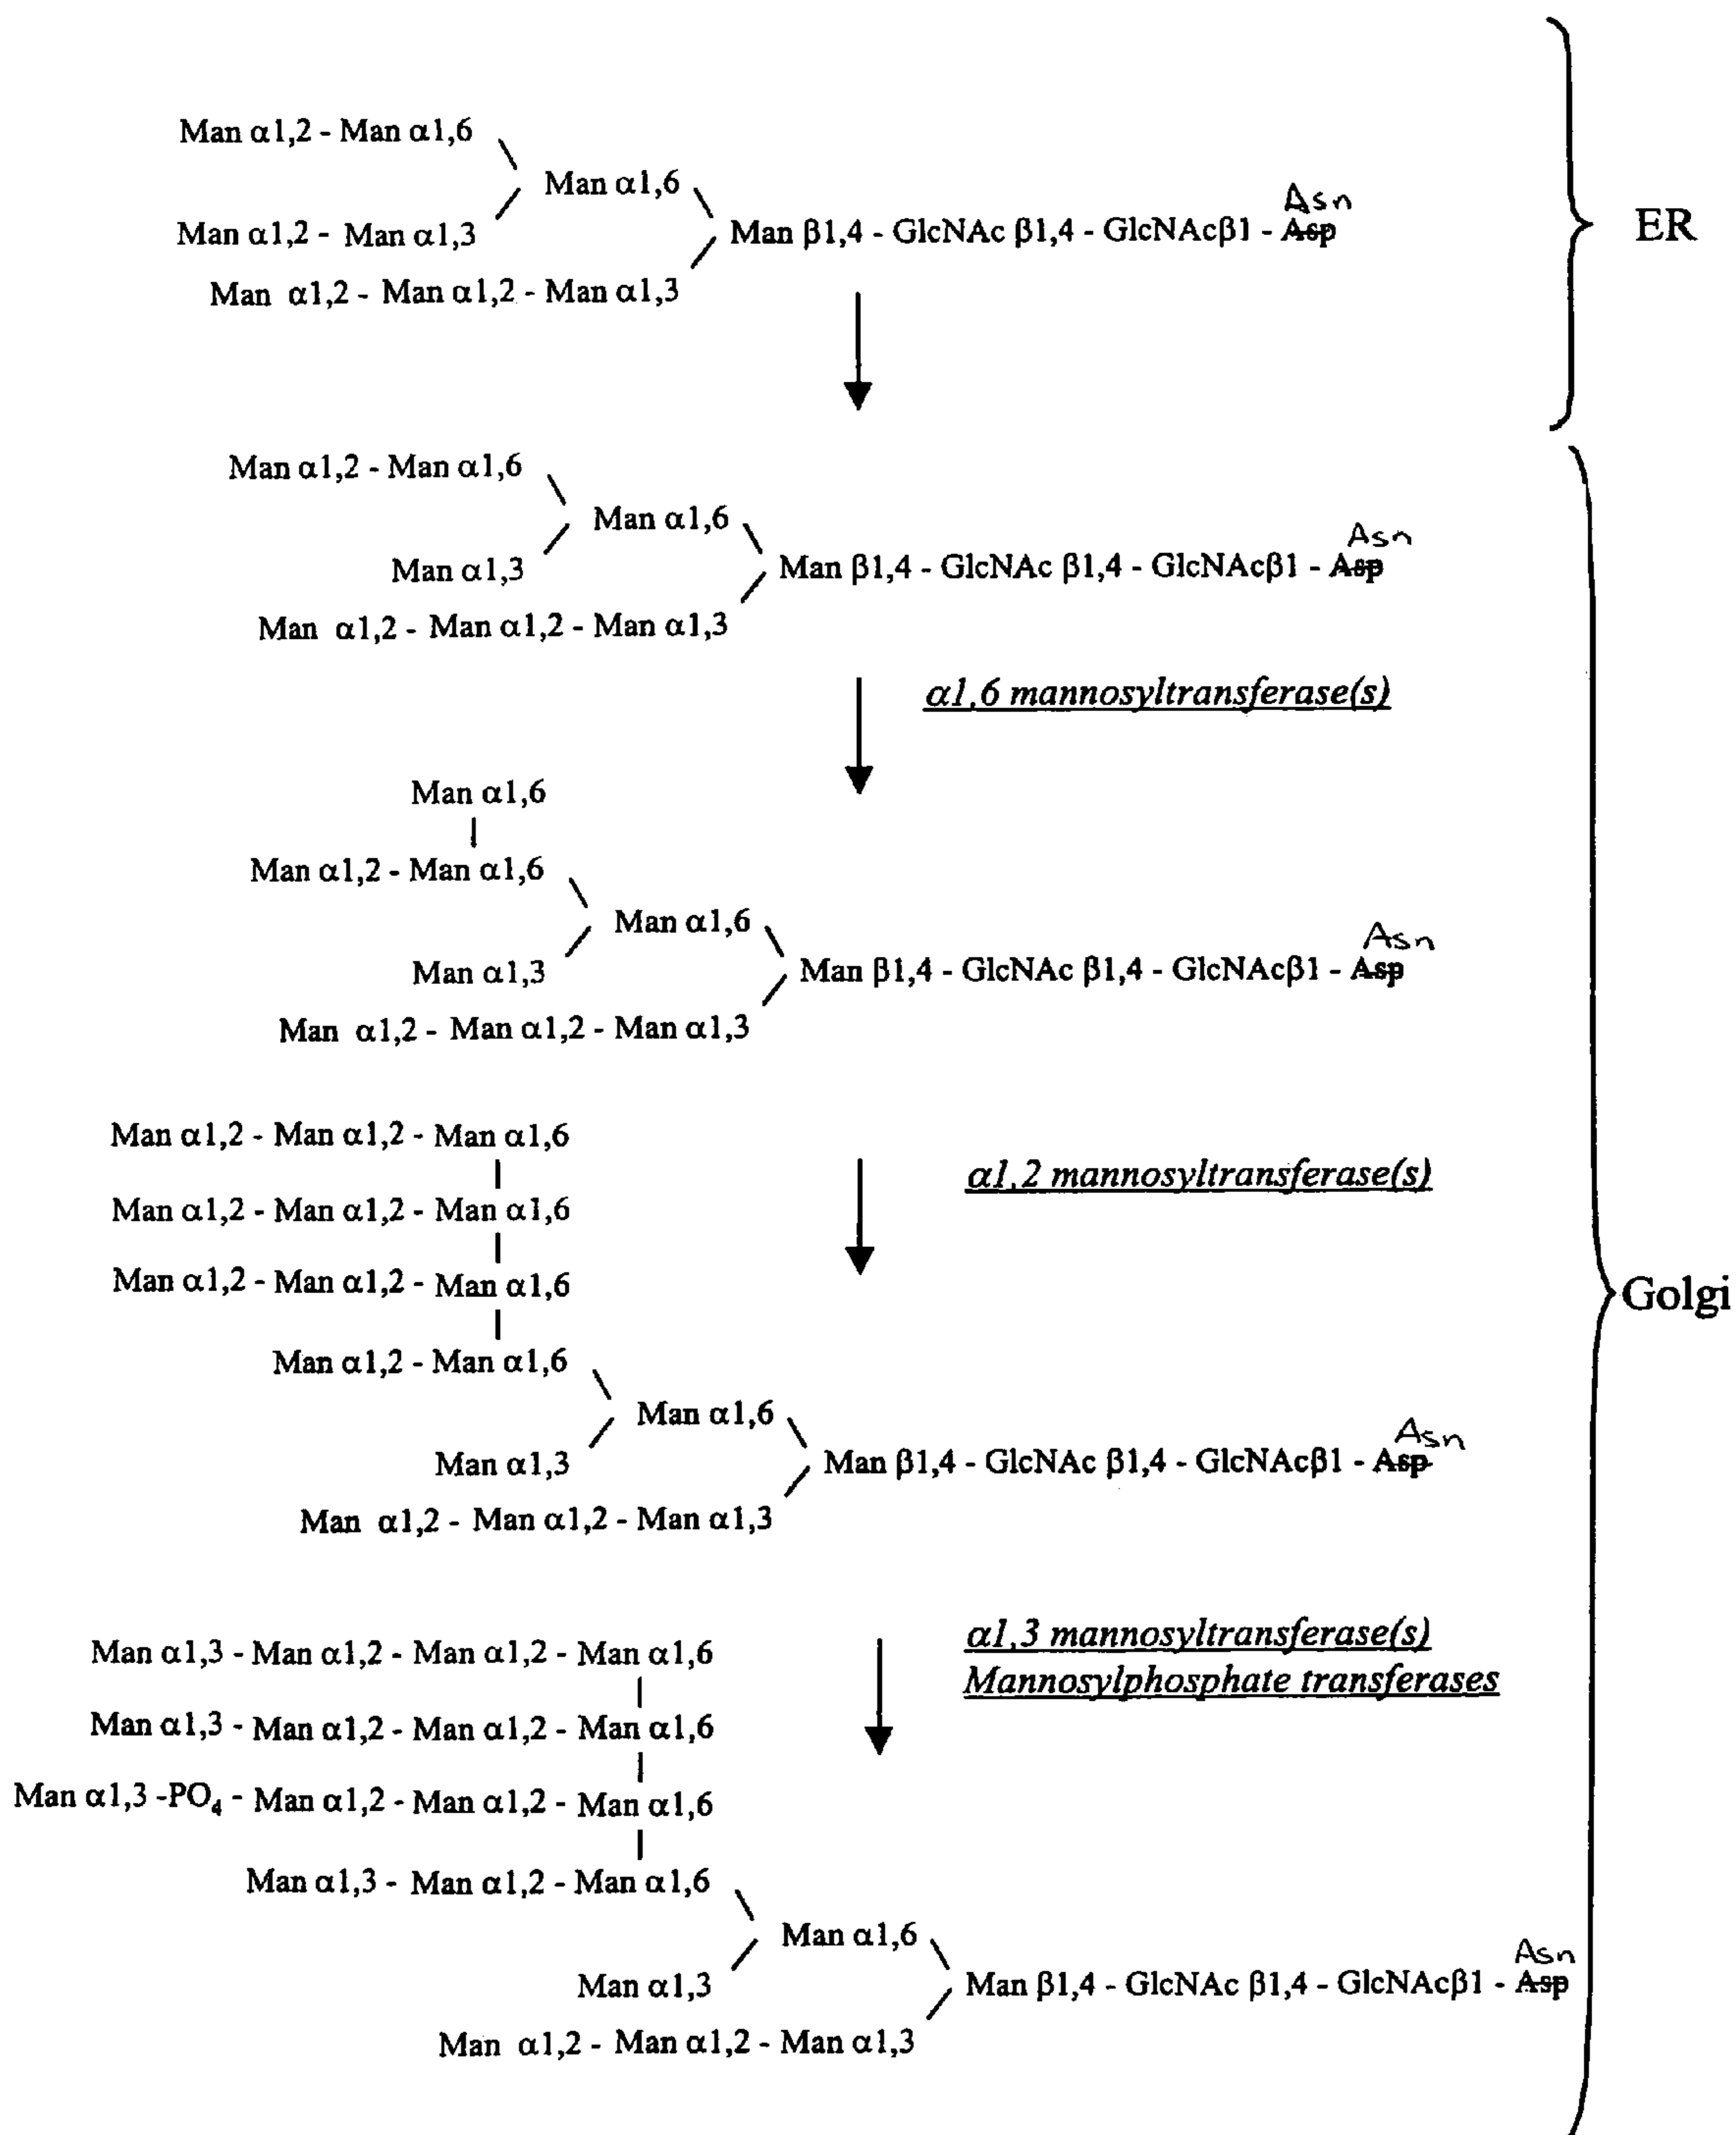 Man α1,2 - Man α1,6
Man α1,6
Asn
Man α1,2 - Man α1,3
Man β1,4 - GlcNAc β1,4 - GlcNAcβ1 - Asp
ER
Man α1,2 - Man α1,2 - Man α1,3
Man α1,2 - Man α1,6
Man α1,6
Asn
Man α1,3
Man β1,4 - GlcNAc β1,4 - GlcNAcβ1 - Asp
Man α1,2 - Man α1,2 - Man α1,3
α1,6 mannosyltransferase(s)
Man α1,6
Man α1,2 - Man α1,6
Man α1,6
Asn
Man α1,3
Man β1,4 - GlcNAc β1,4 - GlcNAcβ1 - Asp
Man α1,2 - Man α1,2 - Man α1,3
Man α1,2 - Man α1,2 - Man α1,6
α1,2 mannosyltransferase(s)
Man α1,2 - Man α1,2 - Man α1,6
Man α1,2 - Man α1,2 - Man α1,6
Golgi
Man α1,2 - Man α1,6
Man α1,6
Asn
Man α1,3
Man β1,4 - GlcNAc β1,4 - GlcNAcβ1 - Asp
Man α1,2 - Man α1,2 - Man α1,3
α1,3 mannosyltransferase(s)
Mannosylphosphate transferases
Man α1,3 - Man α1,2 - Man α1,2 - Man α1,6
Man α1,3 - Man α1,2 - Man α1,2 - Man α1,6
Man α1,3 -PO₄ - Man α1,2 - Man α1,2 - Man α1,6
Man α1,3 - Man α1,2 - Man α1,6
Man α1,6
Asn
Man α1,3
Man β1,4 - GlcNAc β1,4 - GlcNAcβ1 - Asp
Man α1,2 - Man α1,2 - Man α1,3